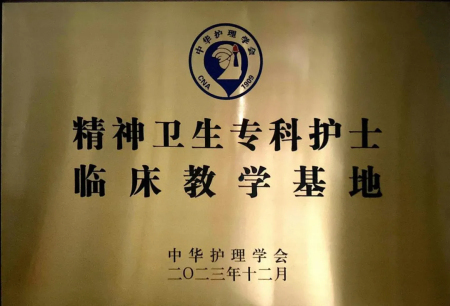 中华护理学会
CNA 1909
精神卫生专科护士
临床教学基地
中华护理学会
二〇二三年十二月